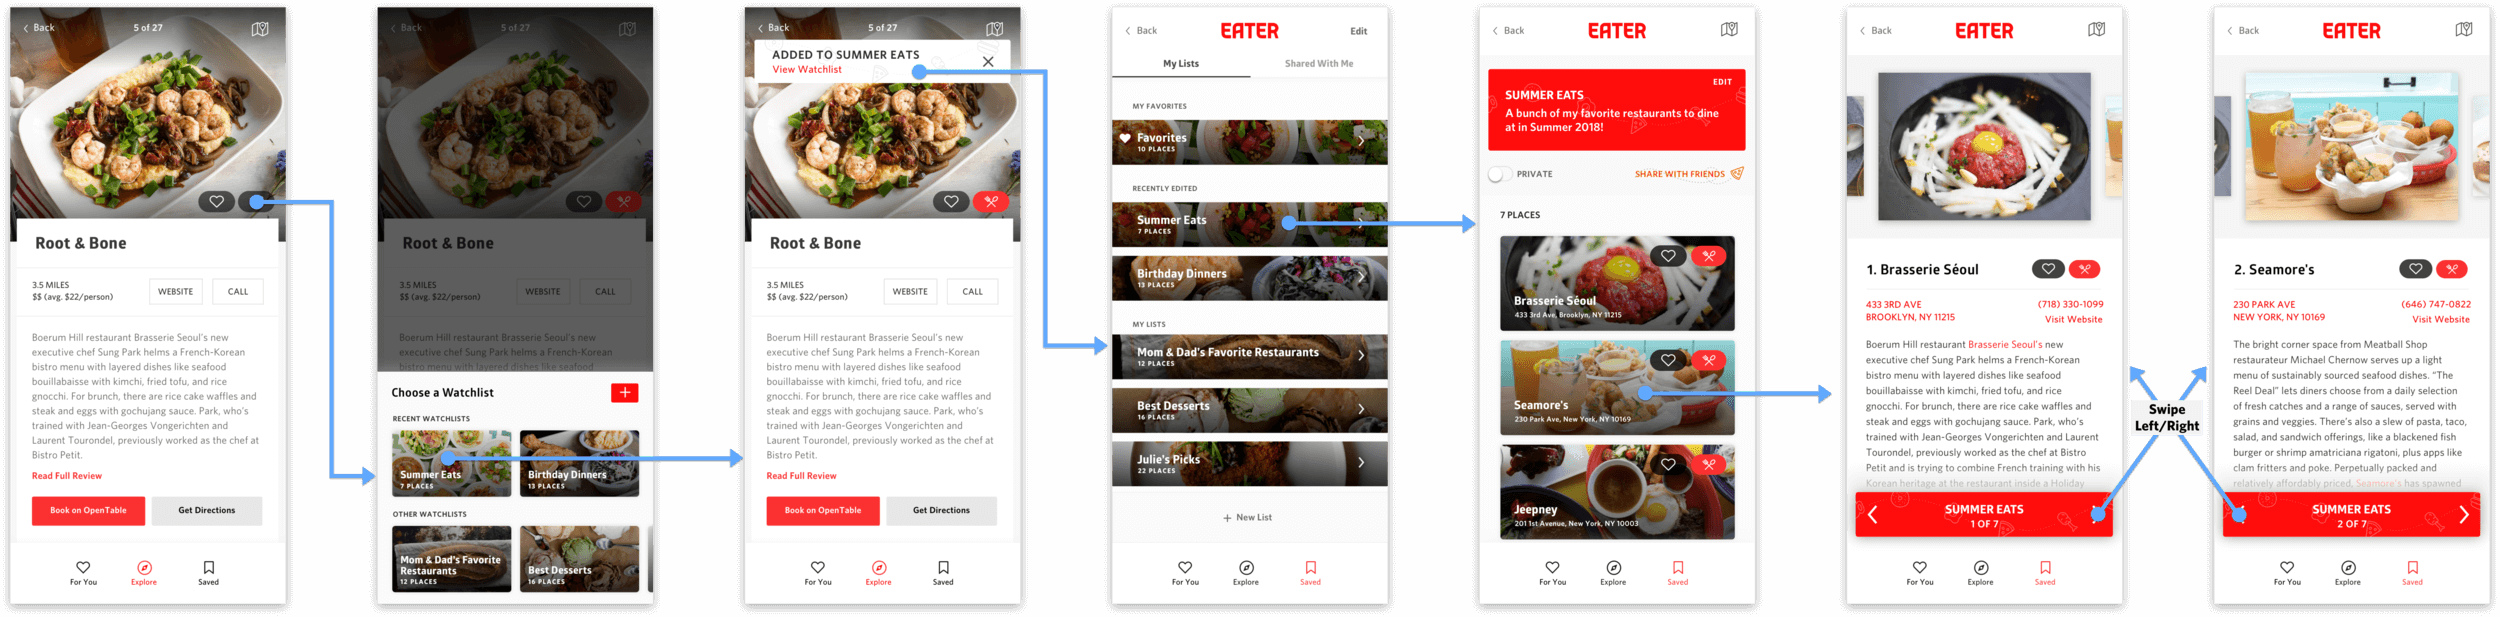 Back
5 of 27
Root & Bone
3.5 MILES
$$ (avg. $22/person)
WEBSITE
CALL
Boerum Hill restaurant Brasserie Seoul's new
executive chef Sung Park helms a French-Korean
bistro menu with layered dishes like seafood
bouillabaisse with kimchi, fried tofu, and rice
gnocchi. For brunch, there are rice cake waffles and
steak and eggs with gochujang sauce. Park, who's
trained with Jean-Georges Vongerichten and
Laurent Tourondel, previously worked as the chef at
Bistro Petit.
Read Full Review
Book on OpenTable
Get Directions
For You
Explore
Saved
Back
5 of 27
Root & Bone
3.5 MILES
$$ (avg. $22/person)
WEBSITE
CALL
Boerum Hill restaurant Brasserie Seoul's new
executive chef Sung Park helms a French-Korean
bistro menu with layered dishes like seafood
Choose a Watchlist
RECENT WATCHLISTS
Summer Eats
7 PLACES
Birthday Dinners
13 PLACES
OTHER WATCHLISTS
Mom & Dad's Favorite
Restaurants
12 PLACES
Best Desserts
16 PLACES
Back
5 of 27
ADDED TO SUMMER EATS
View Watchlist
Root & Bone
3.5 MILES
$$ (avg. $22/person)
WEBSITE
CALL
Boerum Hill restaurant Brasserie Seoul's new
executive chef Sung Park helms a French-Korean
bistro menu with layered dishes like seafood
bouillabaisse with kimchi, fried tofu, and rice
gnocchi. For brunch, there are rice cake waffles and
steak and eggs with gochujang sauce. Park, who's
trained with Jean-Georges Vongerichten and
Laurent Tourondel, previously worked as the chef at
Bistro Petit.
Read Full Review
Book on OpenTable
Get Directions
For You
Explore
Saved
Back
EATER
Edit
My Lists
Shared With Me
MY FAVORITES
Favorites
10 PLACES
RECENTLY EDITED
Summer Eats
7 PLACES
Birthday Dinners
13 PLACES
MY LISTS
Mom & Dad's Favorite Restaurants
12 PLACES
Best Desserts
16 PLACES
Julie's Picks
22 PLACES
+ New List
For You
Explore
Saved
Back
EATER
EDIT
SUMMER EATS
A bunch of my favorite restaurants to dine
at in Summer 2018!
PRIVATE
SHARE WITH FRIENDS
7 PLACES
Brasserie Séoul
433 3rd Ave, Brooklyn, NY 11215
Seamore's
230 Park Ave, New York, NY 10169
Jeepney
201 1st Avenue, New York, NY 10003
For You
Explore
Saved
Back
EATER
1. Brasserie Séoul
433 3RD AVE
BROOKLYN, NY 11215
(718) 330-1099
Visit Website
Boerum Hill restaurant Brasserie Seoul's new
executive chef Sung Park helms a French-Korean
bistro menu with layered dishes like seafood
bouillabaisse with kimchi, fried tofu, and rice
gnocchi. For brunch, there are rice cake waffles and
steak and eggs with gochujang sauce. Park, who's
trained with Jean-Georges Vongerichten and Laurent
Tourondel, previously worked as the chef at Bistro
Petit and is trying to combine French training with his
Korean heritage at the restaurant inside a Holiday
SUMMER EATS
1 OF 7
For You
Explore
Saved
Swipe
Left/Right
Back
EATER
2. Seamore's
230 PARK AVE
NEW YORK, NY 10169
(646) 747-0822
Visit Website
The bright corner space from Meatball Shop
restaurateur Michael Chernow serves up a light
menu of sustainably sourced seafood dishes. "The
Reel Deal" lets diners choose from a daily selection
of fresh catches and a range of sauces, served with
grains and veggies. There's also a slew of pasta, taco,
salad, and sandwich offerings, like a blackened fish
burger or shrimp amatriciana rigatoni, plus apps like
clam fritters and poke. Perpetually packed and
relatively affordably priced, Seamore's has spawned
SUMMER EATS
2 OF 7
For You
Explore
Saved